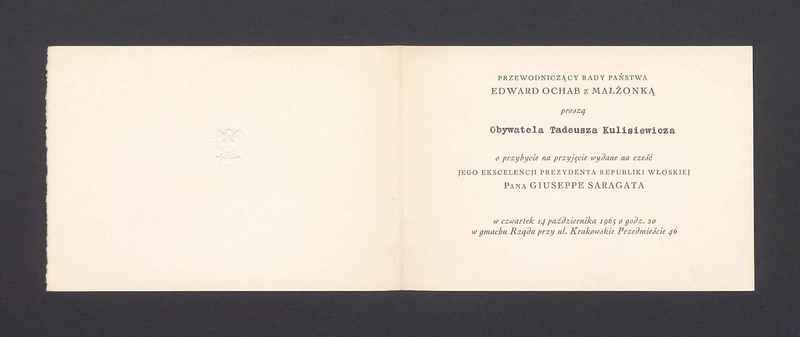 PRZEWODNICZĄCY RADY PAŃSTWA
EDWARD OCHAB z MAŁŻONKĄ
proszą
Obywatela Tadeusza Kulisiewicza
o przybycie na przyjęcie wydane na cześć
JEGO EKSCELENCJI PREZYDENTA REPUBLIKI WŁOSKIEJ
PANA GIUSEPPE SARAGATA
w czwartek 14 października 1965 o godz. 20
w gmachu Rządu przy ul. Krakowskie Przedmieście 46